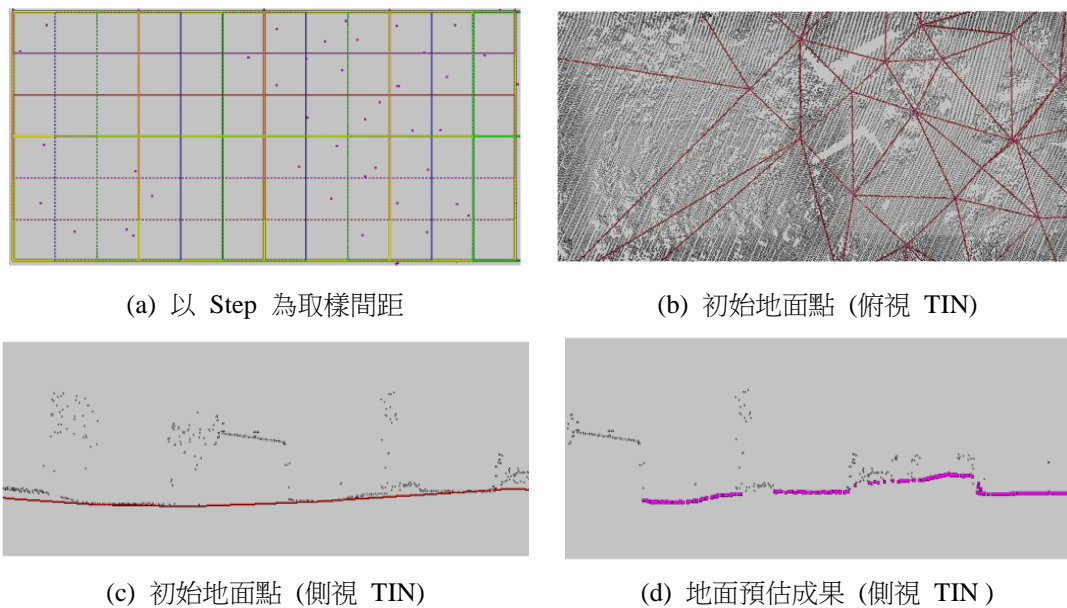 (a) 以 Step 為取樣間距
(b) 初始地面點 (俯視 TIN)
(c) 初始地面點 (側視 TIN)
(d) 地面預估成果 (側視 TIN )